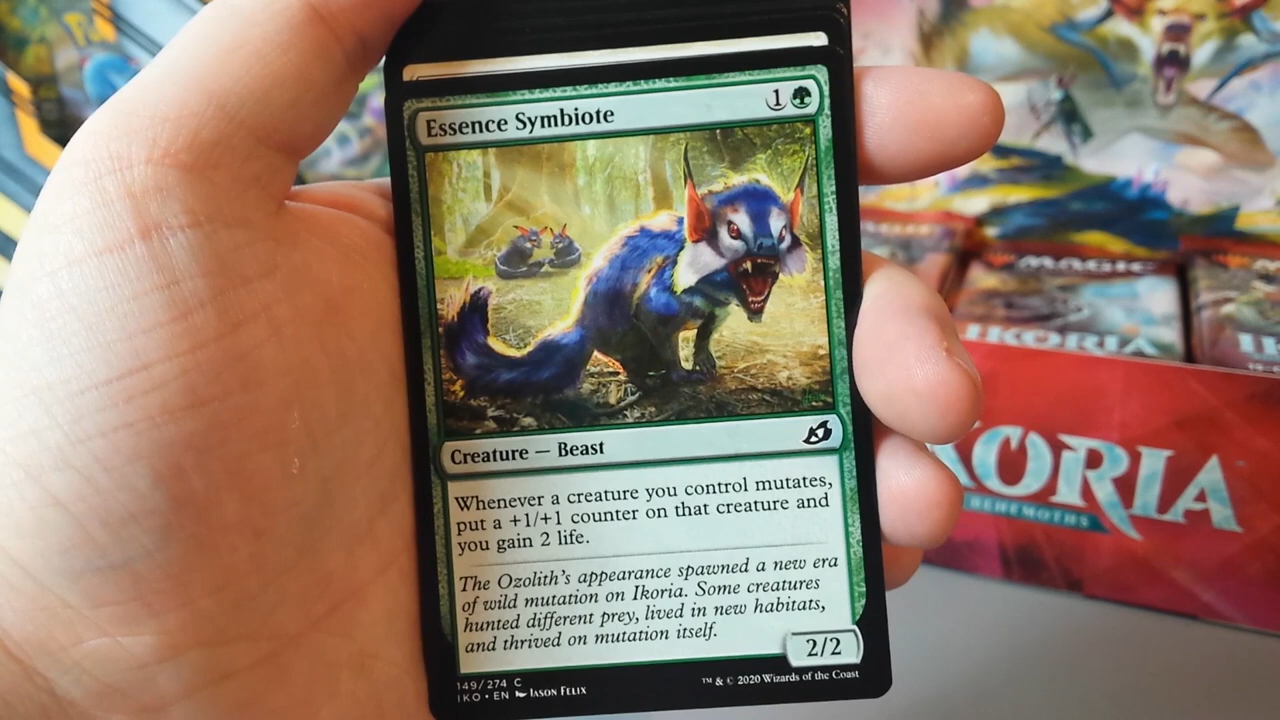 Essence Symbiote
1
Creature — Beast
Whenever a creature you control mutates,
put a +1/+1 counter on that creature and
you gain 2 life.
The Ozolith's appearance spawned a new era
of wild mutation on Ikoria. Some creatures
hunted different prey, lived in new habitats,
and thrived on mutation itself.
2/2
149/274 C
IKO • EN Jason Felix
™ & © 2020 Wizards of the Coast
MAGIC
IKORIA
IKORIA
BEHEMOTHS